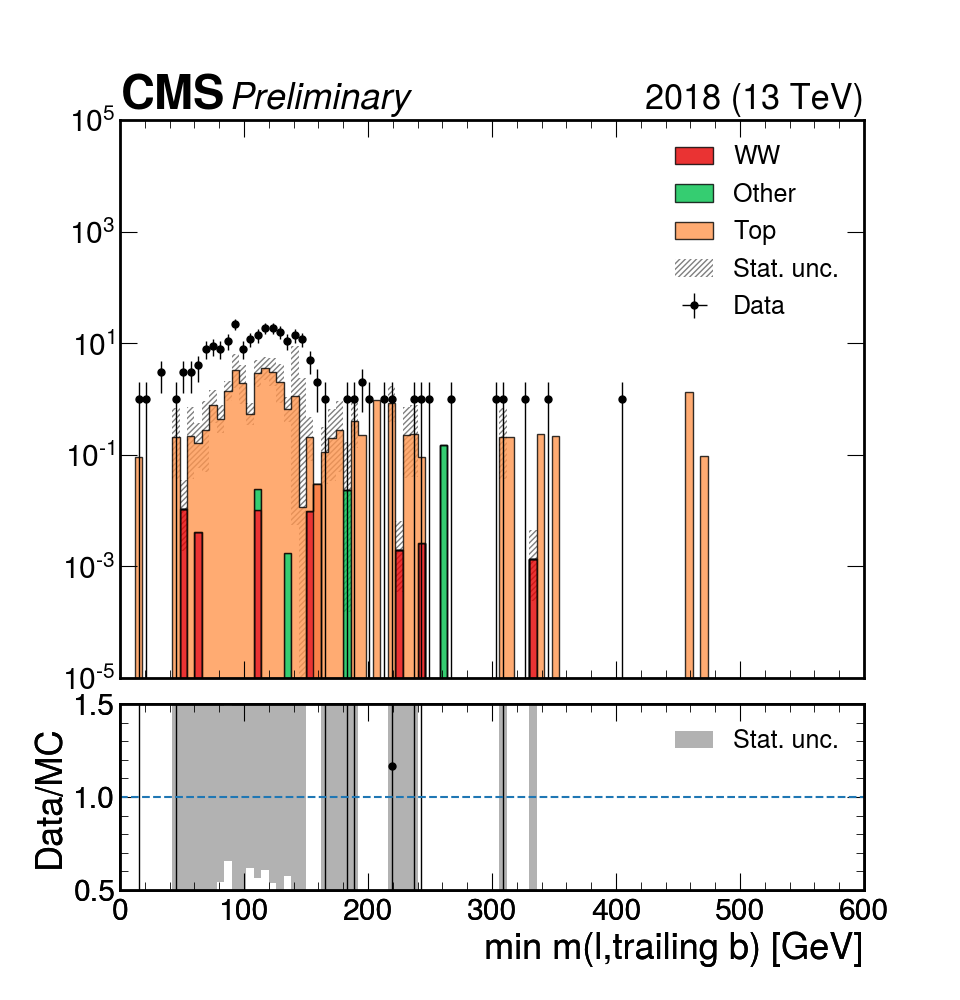 CMS Preliminary 2018 (13 TeV)
10^5
WW
Other
10^3
Top
Stat. unc.
Data
10^1
10^-1
10^-3
10^-5
1.5
Stat. unc.
Data/MC
1.0
0.5
0 100 200 300 400 500 600
min m(l,trailing b) [GeV]